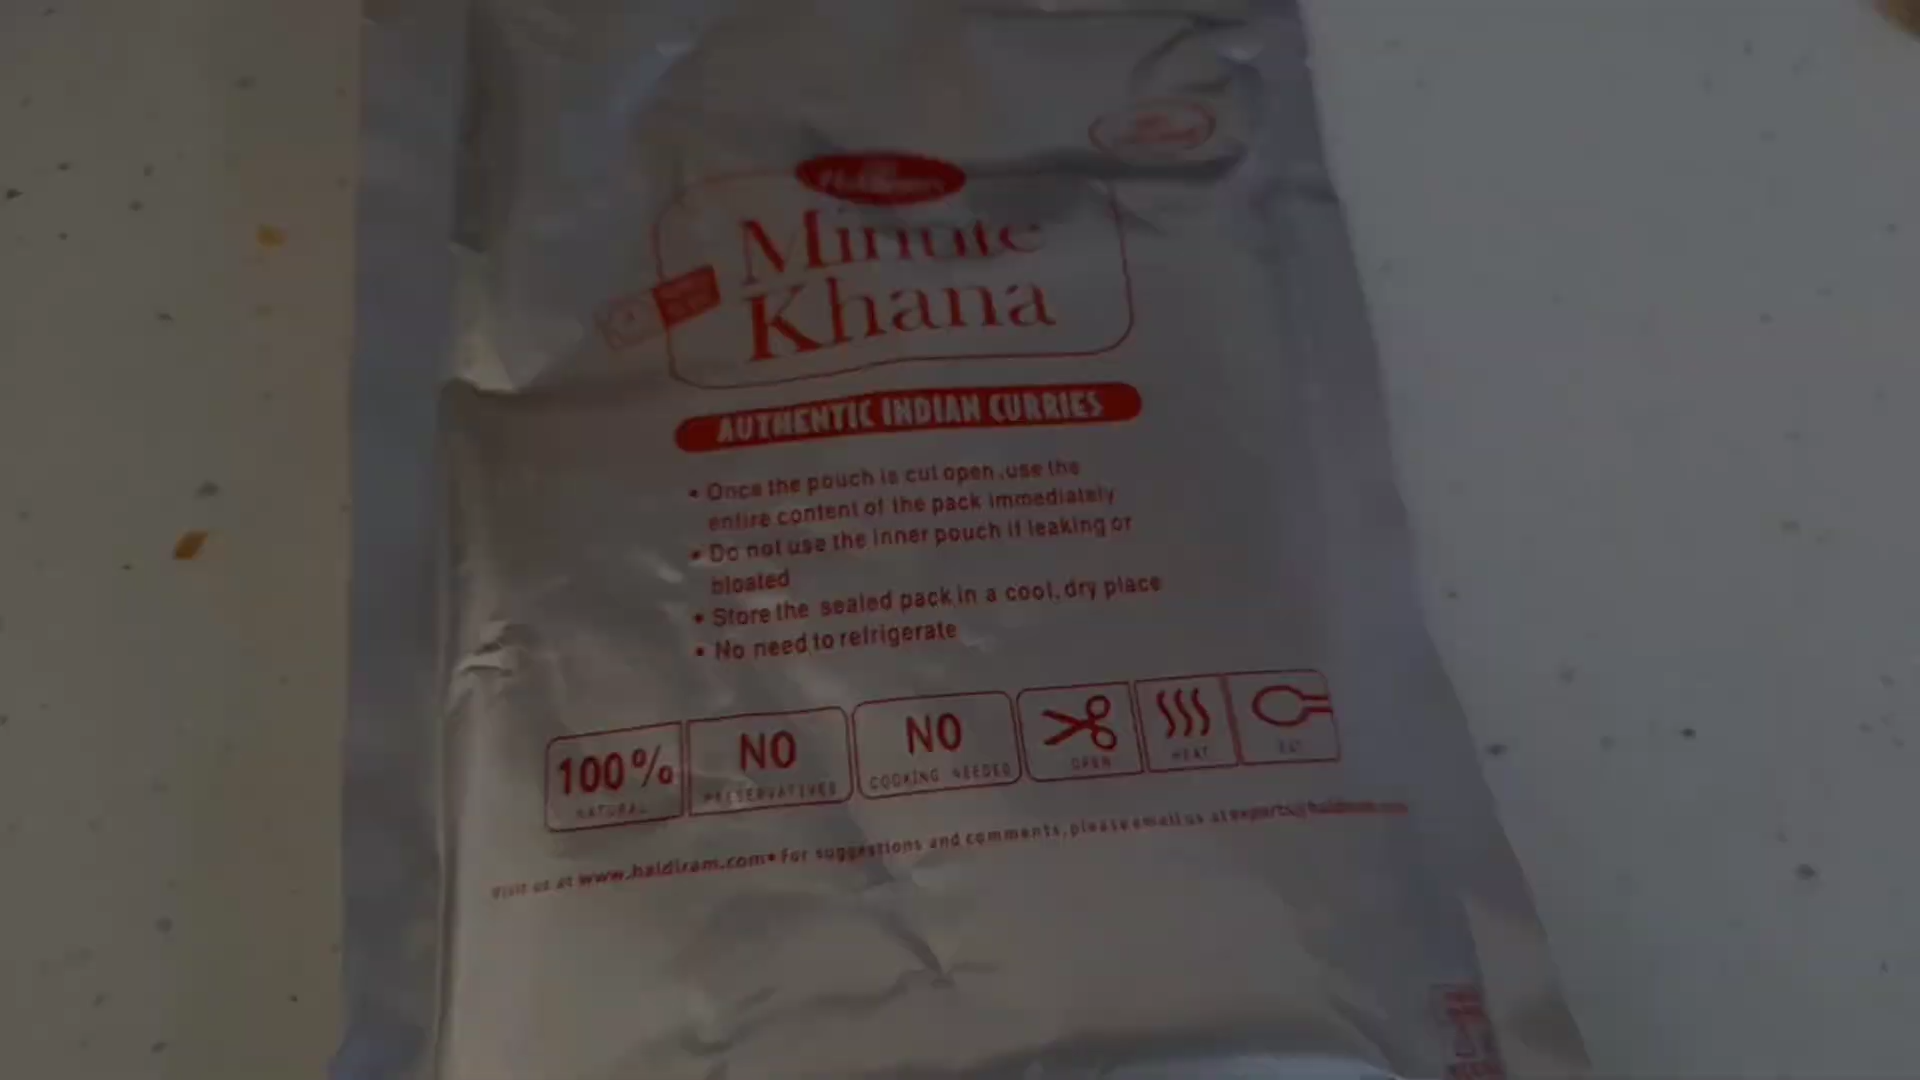 Haldiram's
Minute
Khana
AUTHENTIC INDIAN CURRIES
• Once the pouch is cut open, use the
entire content of the pack immediately
• Do not use the inner pouch if leaking or
bloated
• Store the sealed pack in a cool, dry place
• No need to refrigerate
100% NO NO
NATURAL PRESERVATIVES COOKING NEEDED OPEN HEAT EAT
Visit us at www.haldiram.com• For suggestions and comments, please email us at